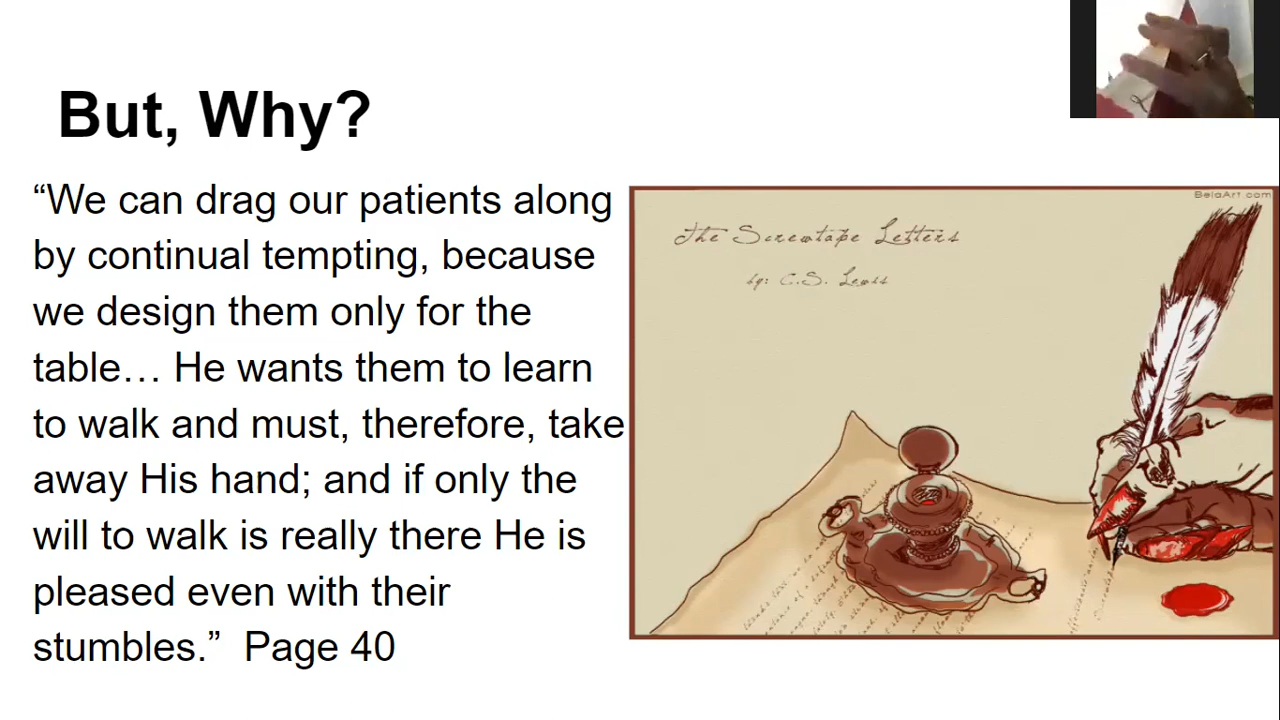 But, Why?
“We can drag our patients along
by continual tempting, because
we design them only for the
table… He wants them to learn
to walk and must, therefore, take
away His hand; and if only the
will to walk is really there He is
pleased even with their
stumbles.” Page 40
BelaArt.com
The Screwtape Letters
by: C.S. Lewis